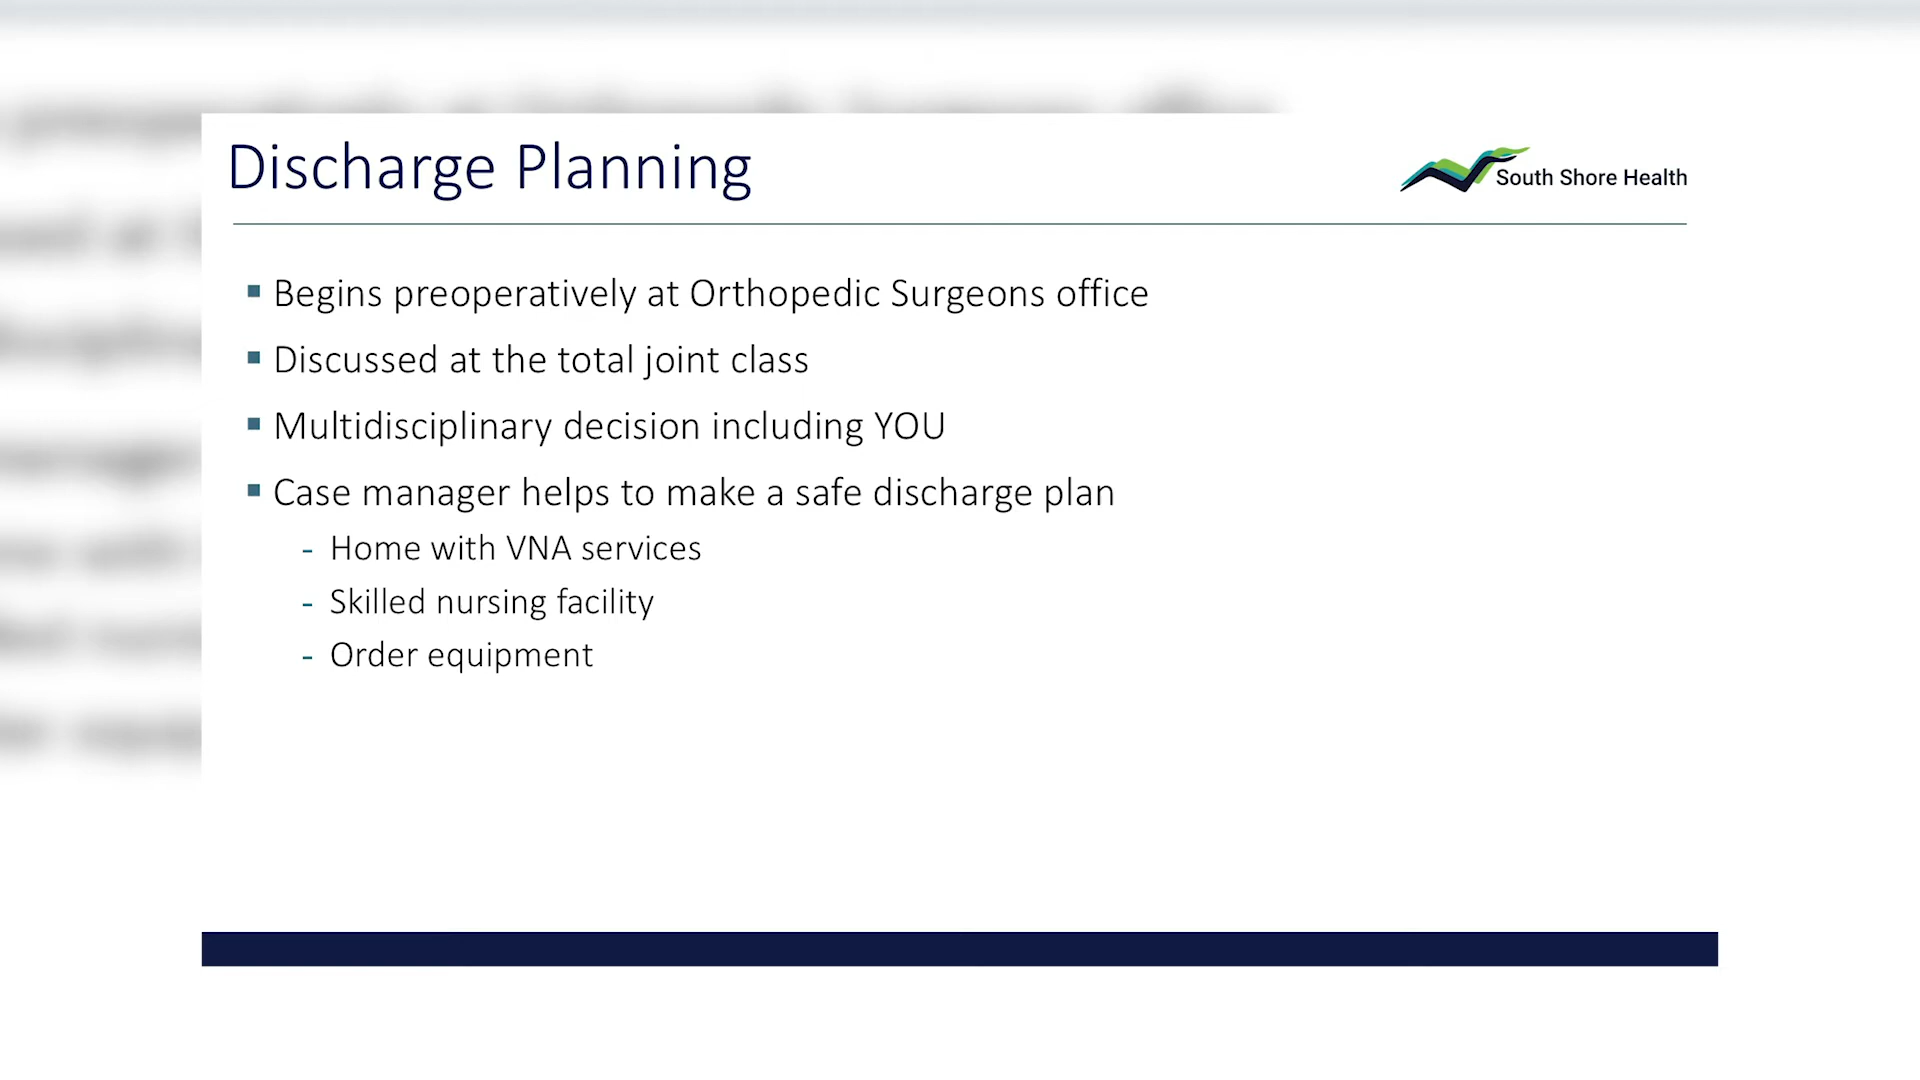 Discharge Planning
South Shore Health
▪ Begins preoperatively at Orthopedic Surgeons office
▪ Discussed at the total joint class
▪ Multidisciplinary decision including YOU
▪ Case manager helps to make a safe discharge plan
- Home with VNA services
- Skilled nursing facility
- Order equipment